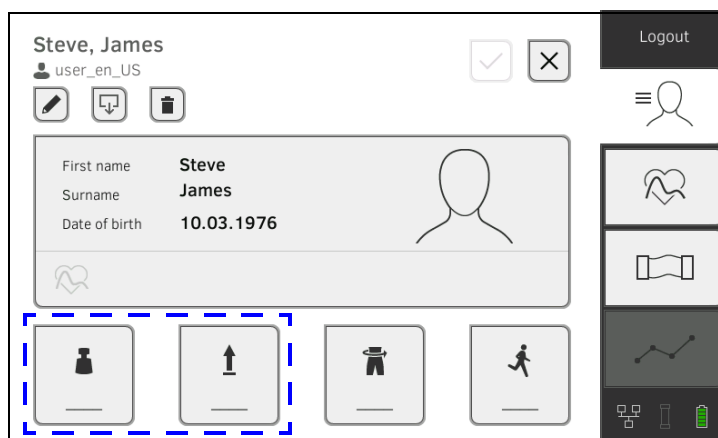 Steve, James
user_en_US
First name Steve
Surname James
Date of birth 10.03.1976
Logout